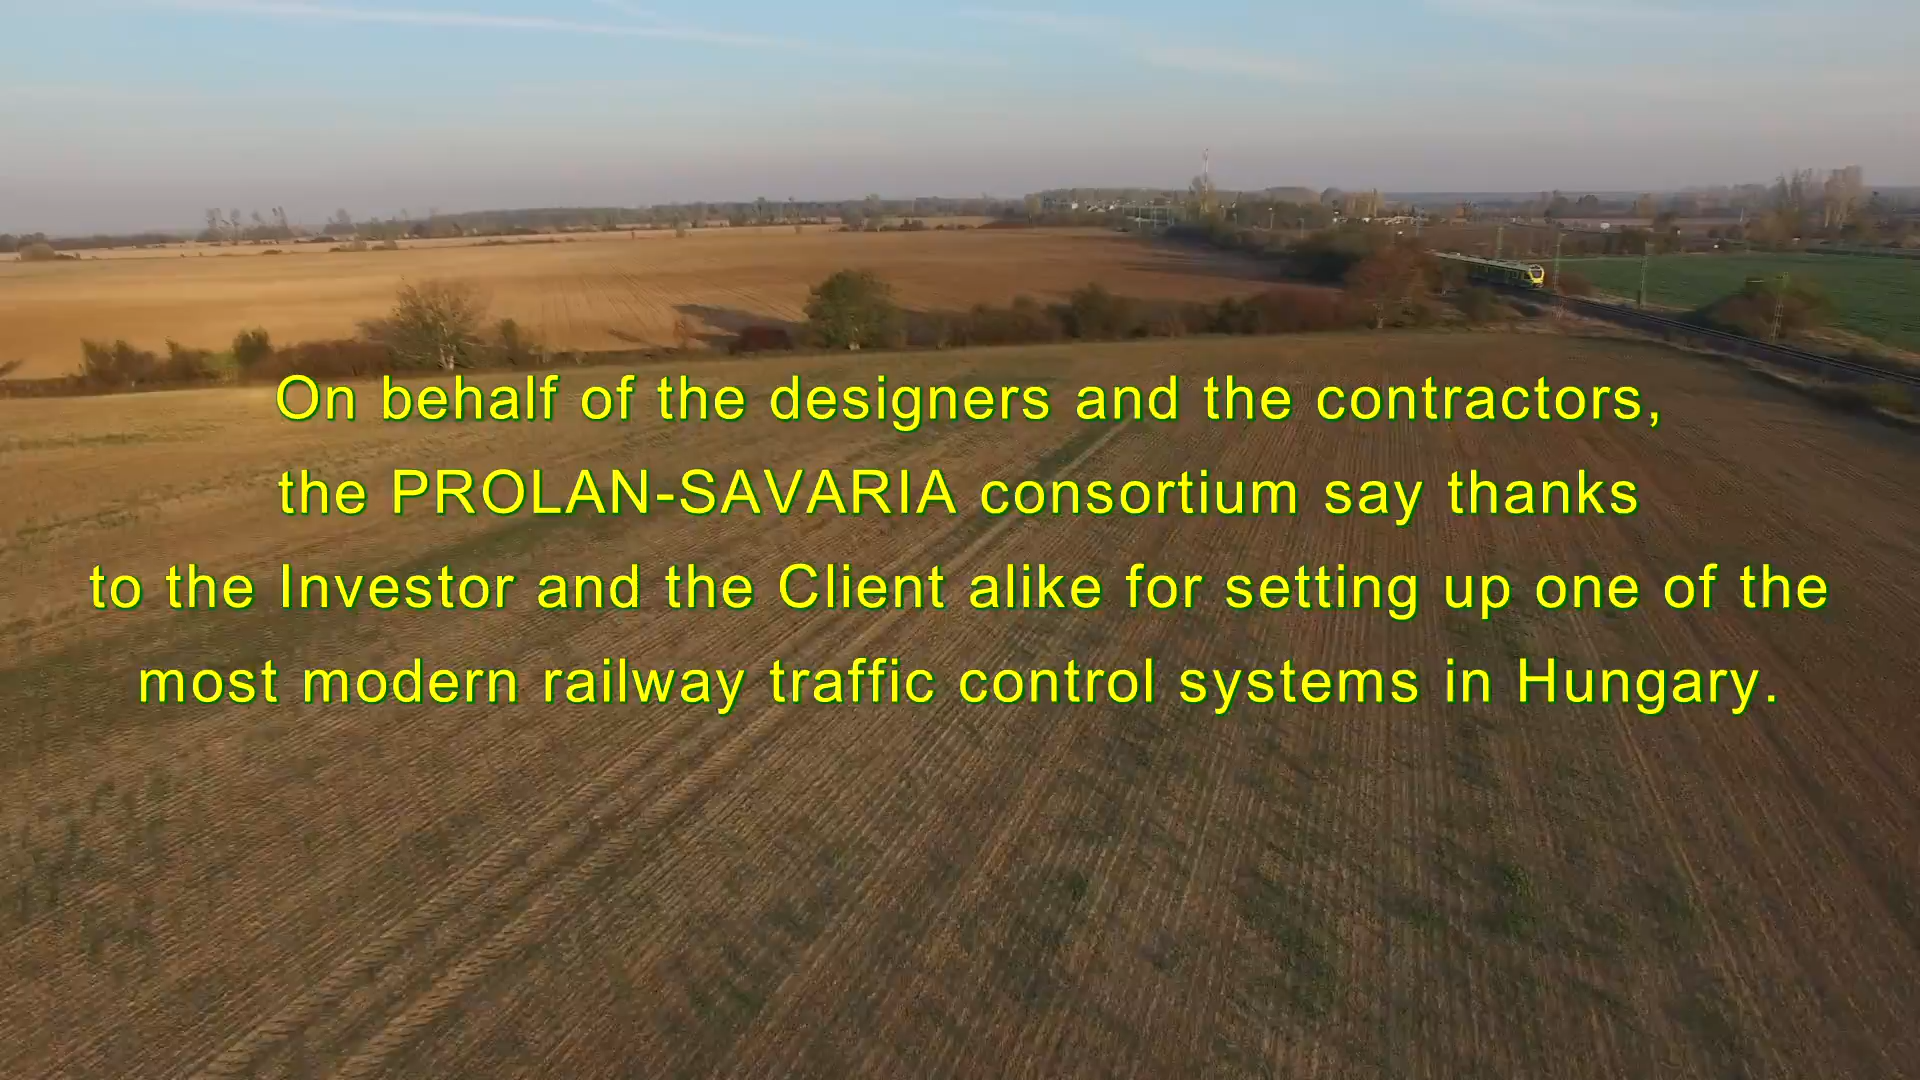 On behalf of the designers and the contractors,
the PROLAN-SAVARIA consortium say thanks
to the Investor and the Client alike for setting up one of the
most modern railway traffic control systems in Hungary.